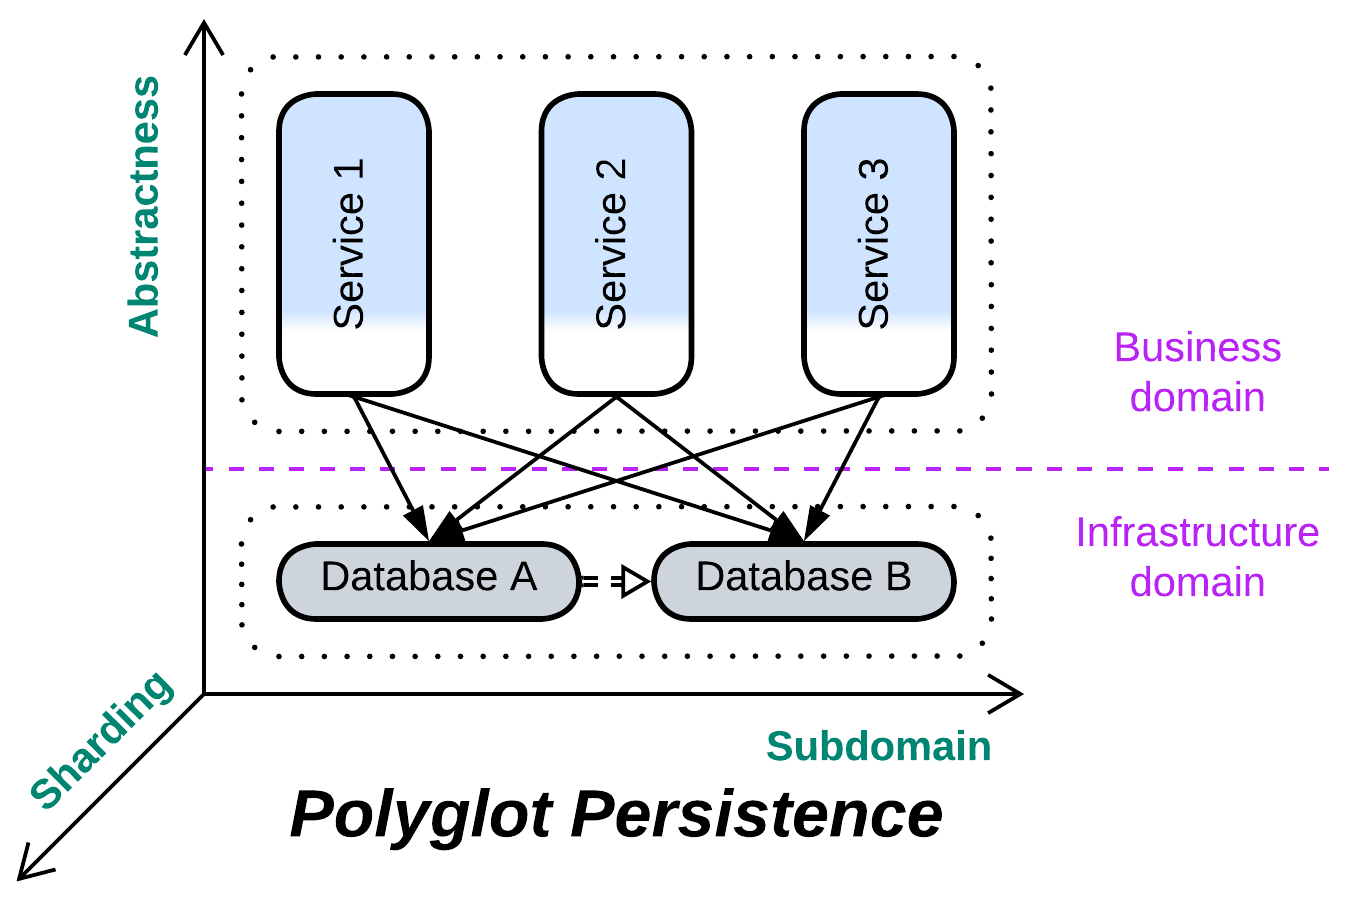 Abstractness
Service 1
Service 2
Service 3
Business
domain
Infrastructure
domain
Database A
Database B
Sharding
Subdomain
Polyglot Persistence